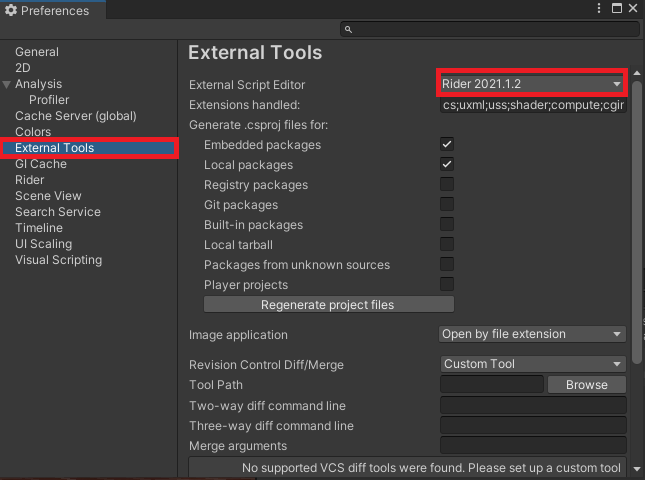 Preferences
General
2D
Analysis
Profiler
Cache Server (global)
Colors
External Tools
GI Cache
Rider
Scene View
Search Service
Timeline
UI Scaling
Visual Scripting
External Tools
External Script Editor
Rider 2021.1.2
Extensions handled:
cs;uxml;uss;shader;compute;cgin
Generate .csproj files for:
Embedded packages
Local packages
Registry packages
Git packages
Built-in packages
Local tarball
Packages from unknown sources
Player projects
Regenerate project files
Image application
Open by file extension
Revision Control Diff/Merge
Custom Tool
Tool Path
Browse
Two-way diff command line
Three-way diff command line
Merge arguments
No supported VCS diff tools were found. Please set up a custom tool